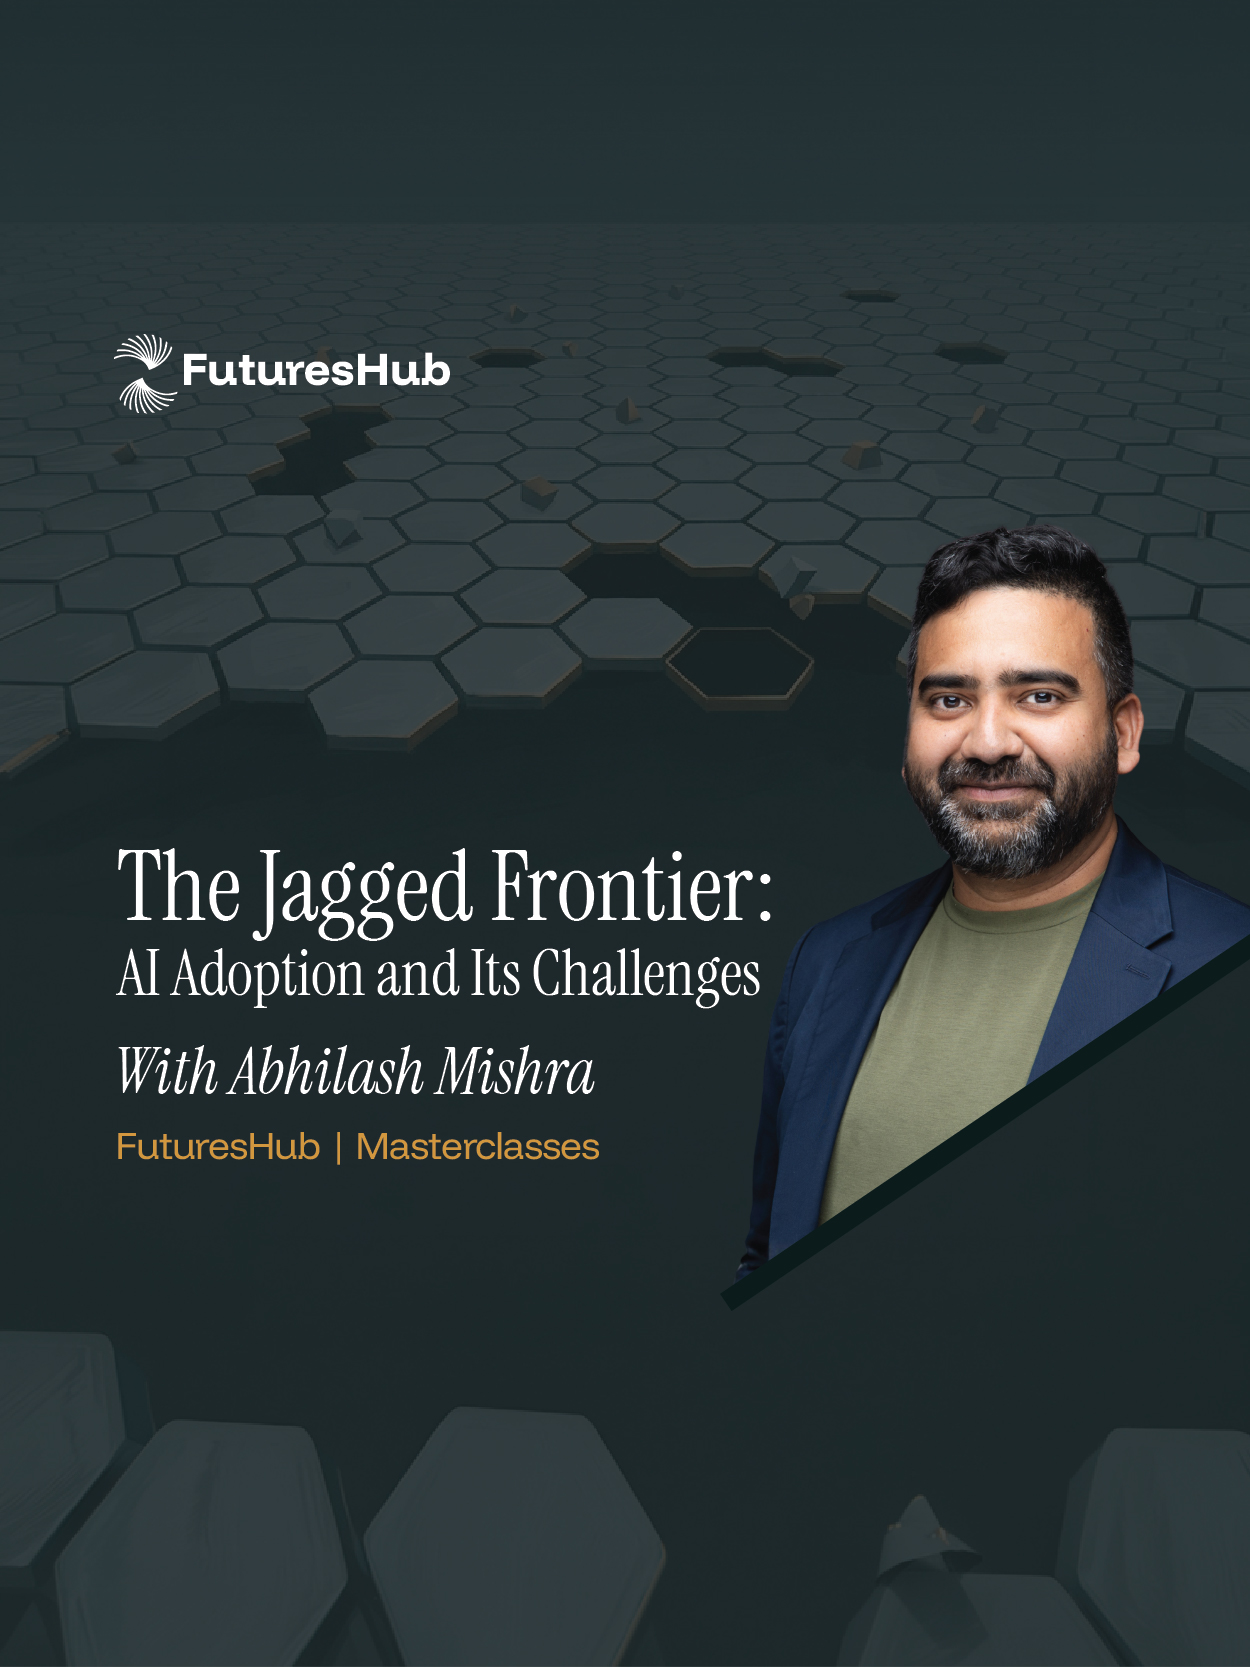 FuturesHub
The Jagged Frontier:
AI Adoption and Its Challenges
With Abhilash Mishra
FuturesHub | Masterclasses